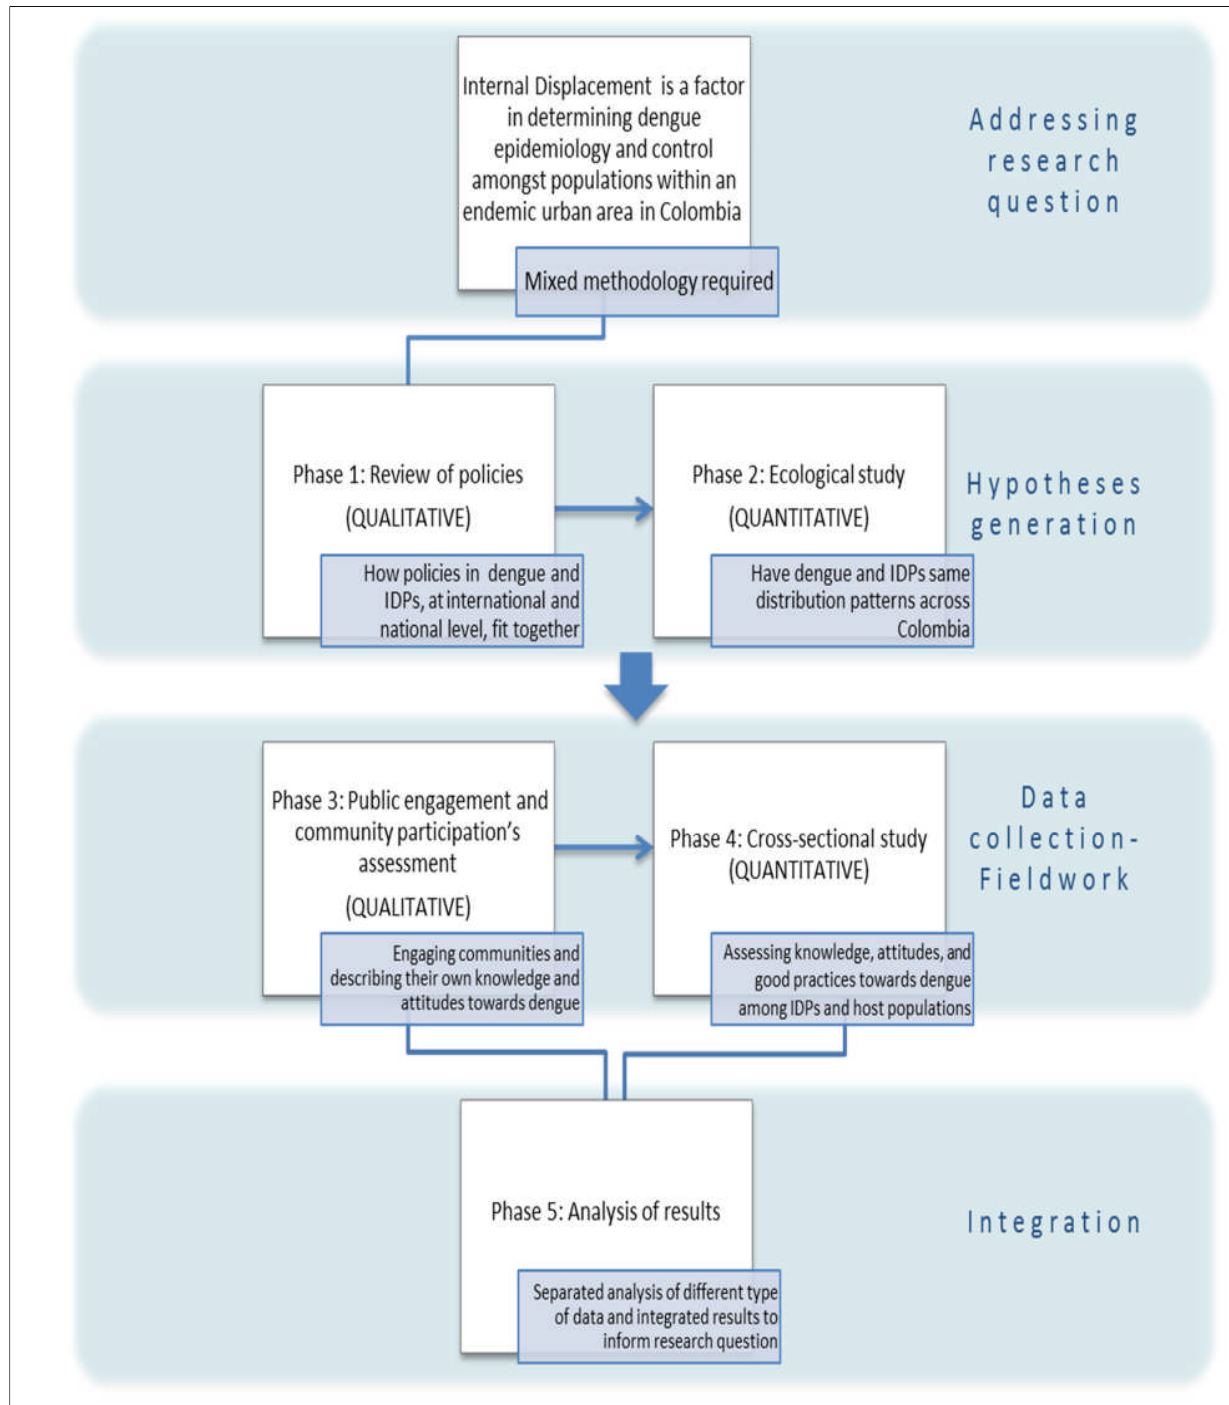 Internal Displacement is a factor
in determining dengue
epidemiology and control
amongst populations within an
endemic urban area in Colombia
Mixed methodology required
Addressing
research
question
Phase 1: Review of policies
(QUALITATIVE)
How policies in dengue and
IDPs, at international and
national level, fit together
Phase 2: Ecological study
(QUANTITATIVE)
Have dengue and IDPs same
distribution patterns across
Colombia
Hypotheses
generation
Phase 3: Public engagement and
community participation's
assessment
(QUALITATIVE)
Engaging communities and
describing their own knowledge and
attitudes towards dengue
Phase 4: Cross-sectional study
(QUANTITATIVE)
Assessing knowledge, attitudes, and
good practices towards dengue
among IDPs and host populations
Data
collection-
Fieldwork
Phase 5: Analysis of results
Separated analysis of different type
of data and integrated results to
inform research question
Integration